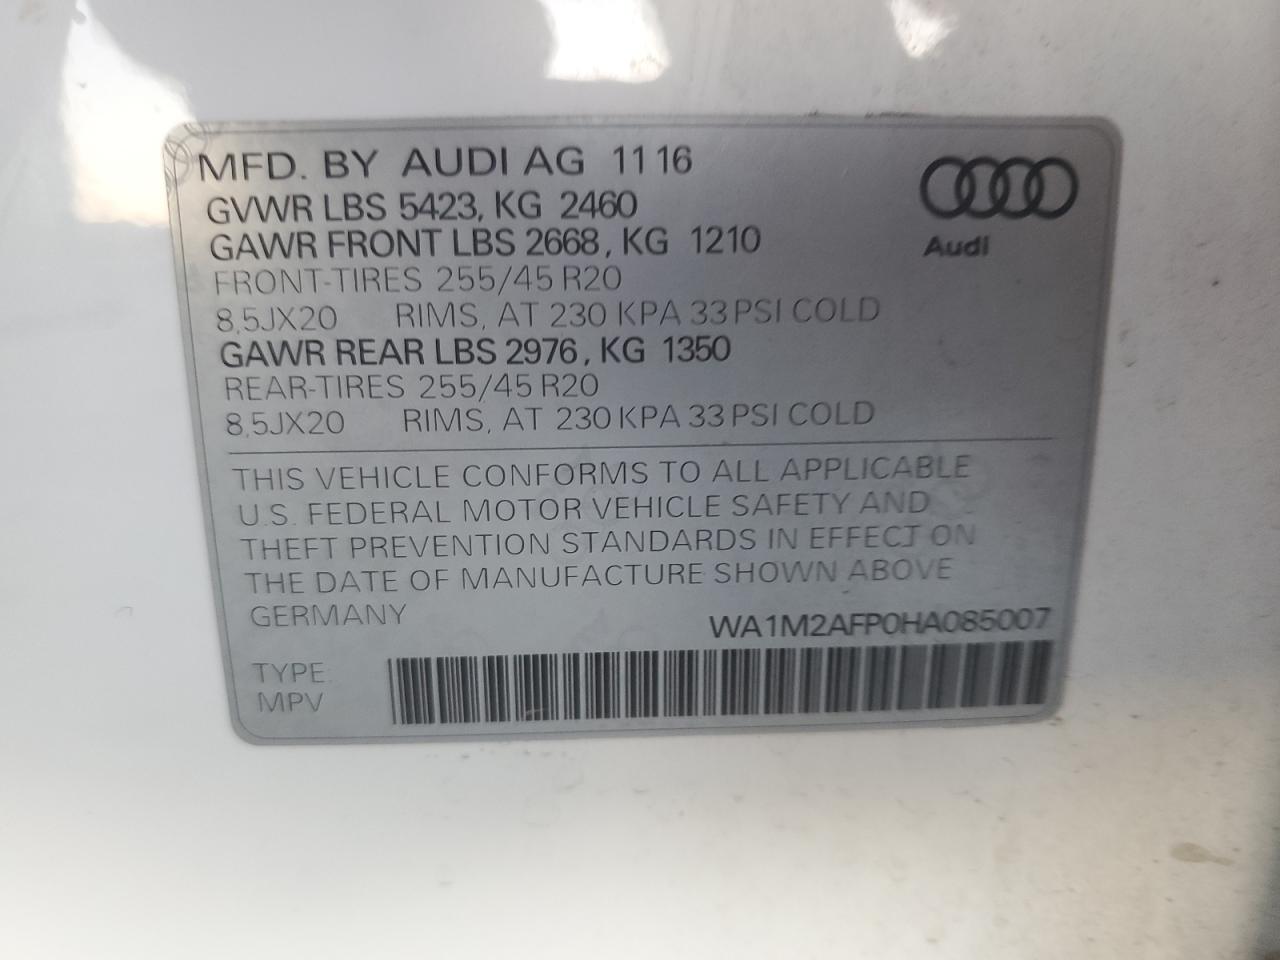 MFD. BY AUDI AG 11 16
GVWR LBS 5423, KG 2460
GAWR FRONT LBS 2668, KG 1210
Audi
FRONT-TIRES 255/45 R20
8,5JX20 RIMS, AT 230 KPA 33 PSI COLD
GAWR REAR LBS 2976, KG 1350
REAR-TIRES 255/45 R20
8,5JX20 RIMS, AT 230 KPA 33 PSI COLD
THIS VEHICLE CONFORMS TO ALL APPLICABLE
U.S. FEDERAL MOTOR VEHICLE SAFETY AND
THEFT PREVENTION STANDARDS IN EFFECT ON
THE DATE OF MANUFACTURE SHOWN ABOVE
GERMANY WA1M2AFP0HA085007
TYPE:
MPV